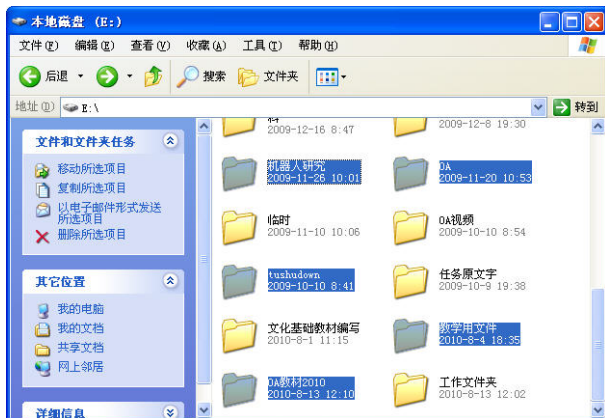 本地磁盘 (E:)
文件(F) 编辑(E) 查看(V) 收藏(A) 工具(T) 帮助(H)
后退 搜索 文件夹
地址(D) E:\ 转到
文件和文件夹任务
移动所选项目
复制所选项目
以电子邮件形式发送
所选项目
删除所选项目
其它位置
我的电脑
我的文档
共享文档
网上邻居
详细信息
2009-12-16 8:47
2009-12-8 19:30
机器人研究
2009-11-26 10:01
OA
2009-11-20 10:53
临时
2009-11-10 10:06
OA视频
2009-10-10 8:54
tushudown
2009-10-10 8:41
任务原文字
2009-10-9 19:38
文化基础教材编写
2010-8-1 11:15
教学用文件
2010-8-4 18:35
OA教材2010
2010-8-13 12:10
工作文件夹
2010-8-13 12:02